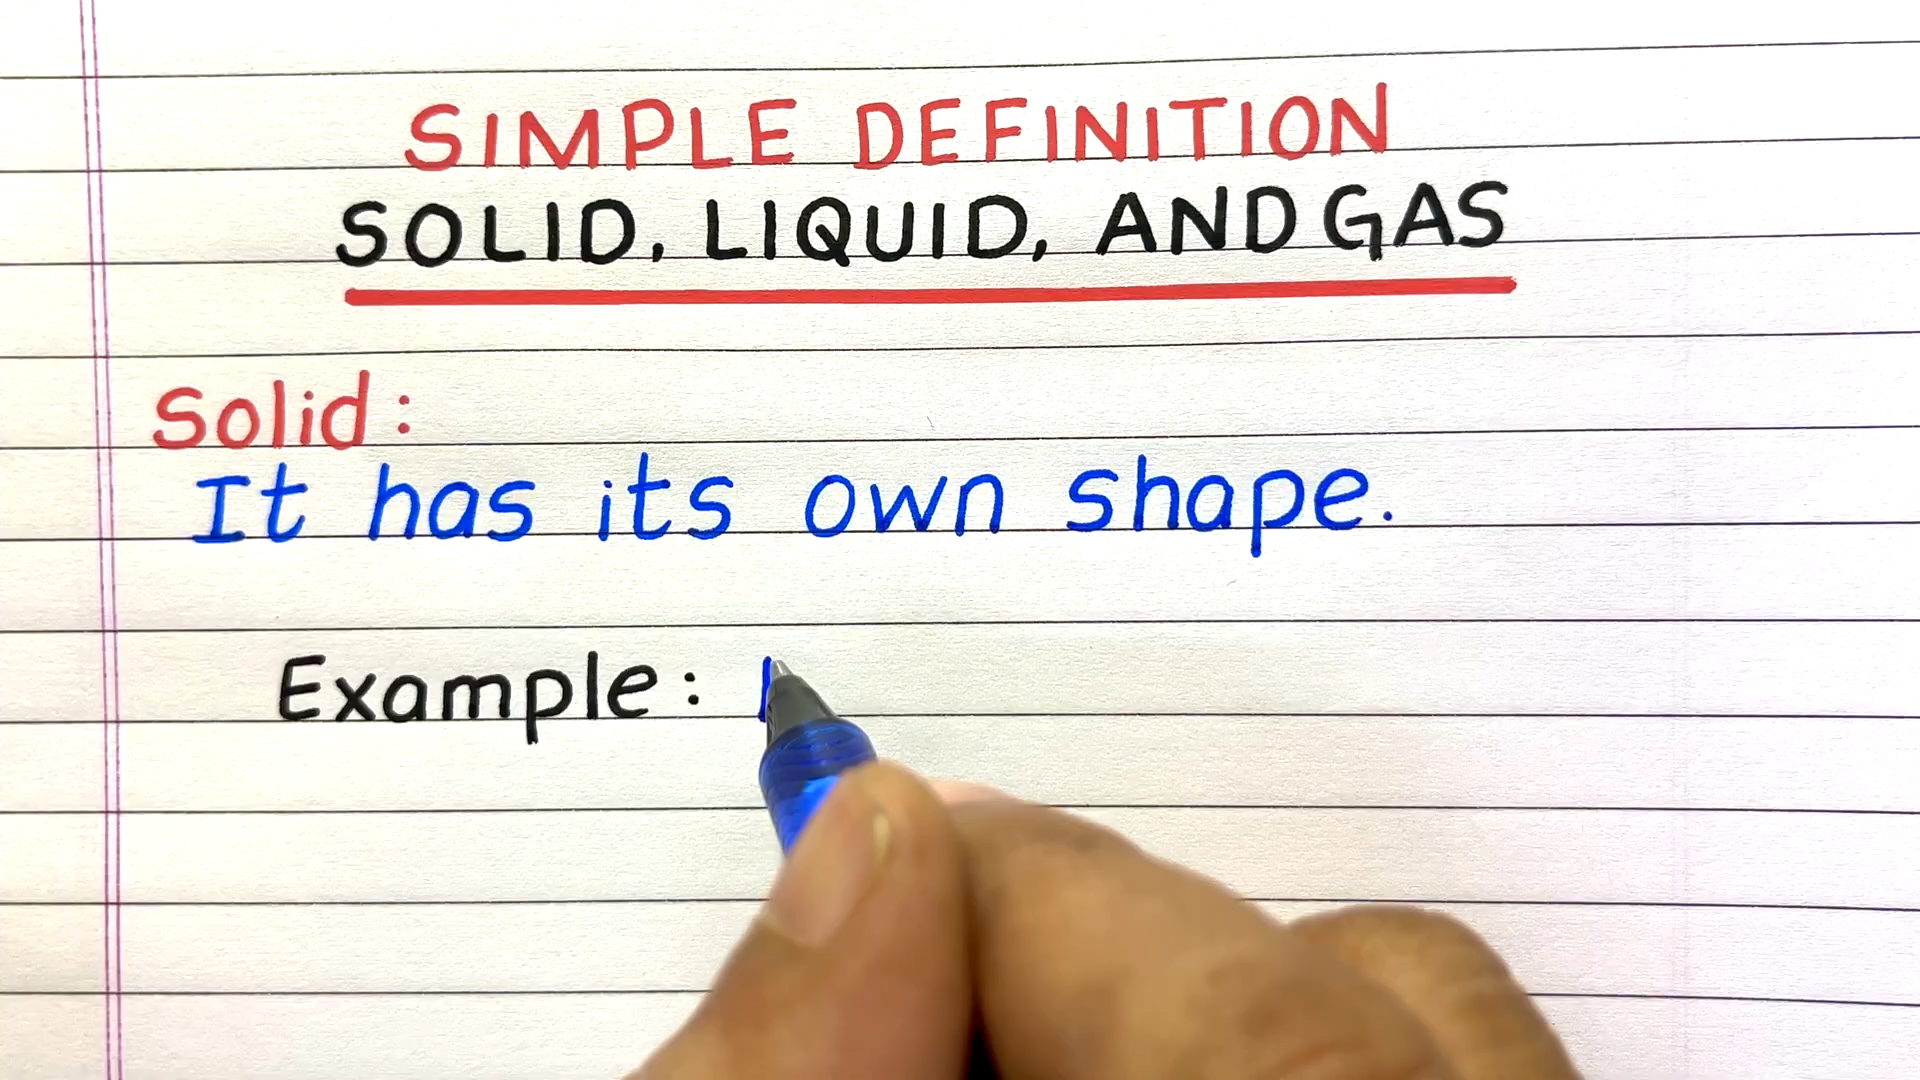 SIMPLE DEFINITION
SOLID, LIQUID, AND GAS
Solid:
It has its own shape.
Example: